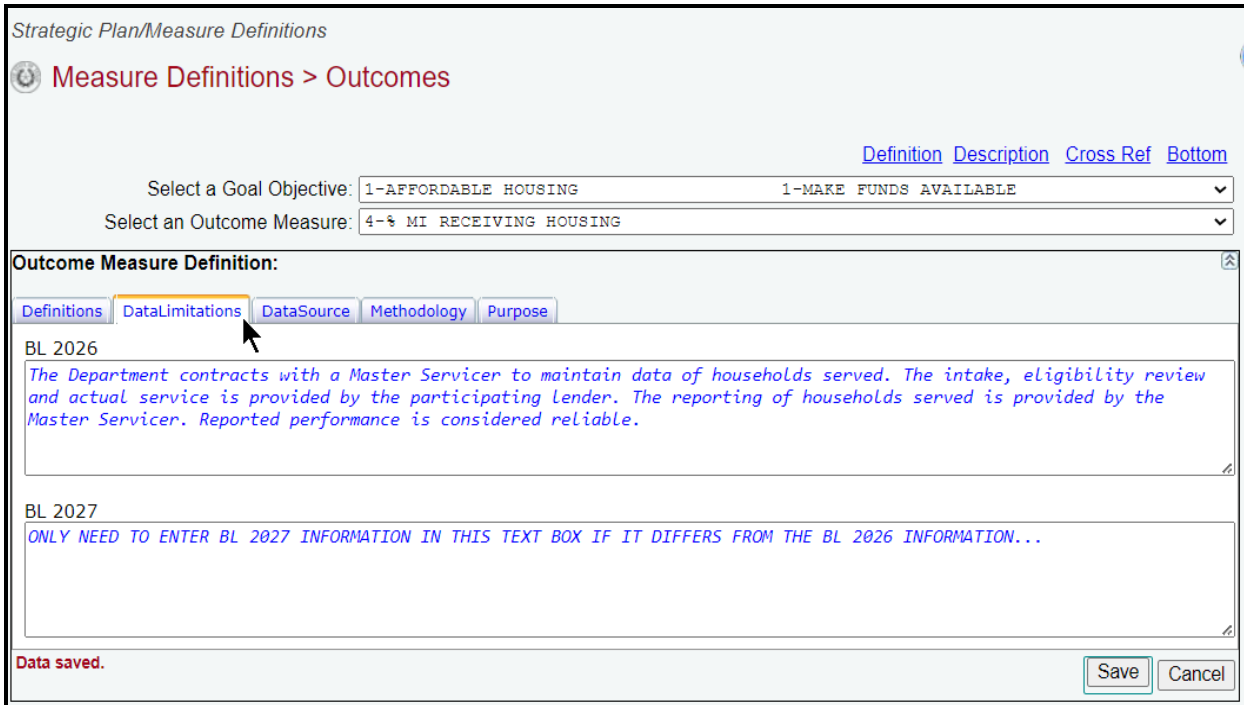 Strategic Plan/Measure Definitions
Measure Definitions > Outcomes
Definition Description Cross Ref Bottom
Select a Goal Objective: 1-AFFORDABLE HOUSING 1-MAKE FUNDS AVAILABLE
Select an Outcome Measure: 4-% MI RECEIVING HOUSING
Outcome Measure Definition:
Definitions DataLimitations DataSource Methodology Purpose
BL 2026
The Department contracts with a Master Servicer to maintain data of households served. The intake, eligibility review
and actual service is provided by the participating lender. The reporting of households served is provided by the
Master Servicer. Reported performance is considered reliable.
BL 2027
ONLY NEED TO ENTER BL 2027 INFORMATION IN THIS TEXT BOX IF IT DIFFERS FROM THE BL 2026 INFORMATION...
Data saved.
Save Cancel